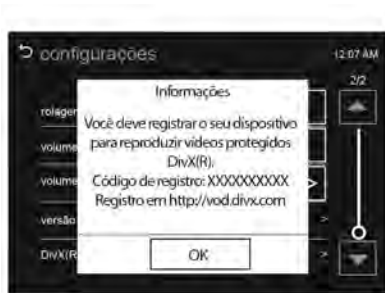 configurações
12:07 AM
2/2
Informações
Você deve registrar o seu dispositivo
para reproduzir vídeos protegidos
DivX(R).
Código de registro: XXXXXXXXXX
Registro em http://vod.divx.com
OK
rolagem
volume
volume
versão
DivX(R